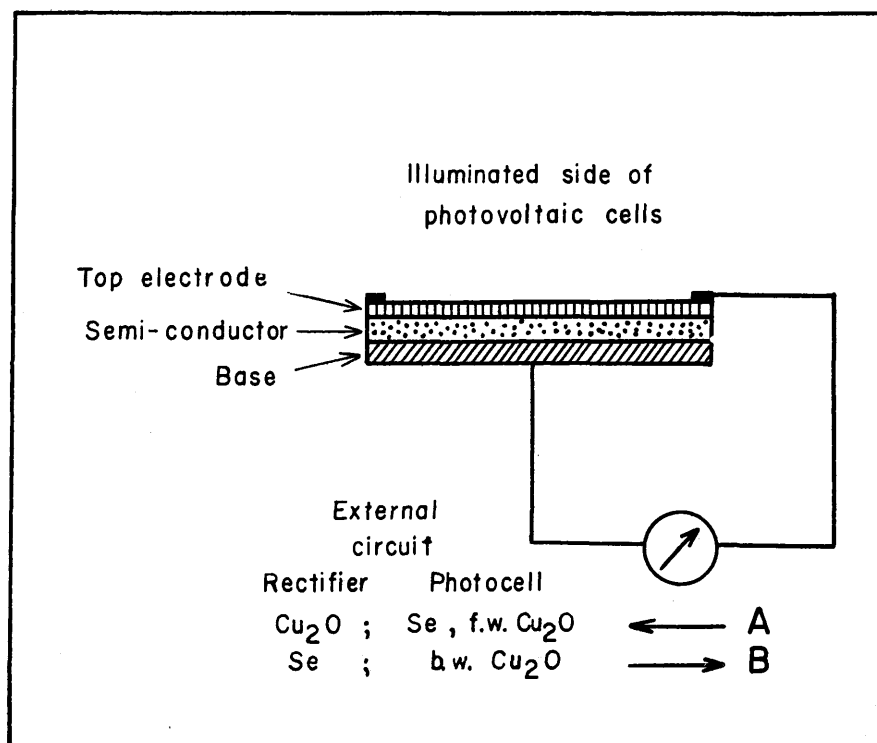 Illuminated side of
photovoltaic cells
Top electrode
Semi-conductor
Base
External
circuit
Rectifier Photocell
Cu₂O ; Se , f.w. Cu₂O A
Se ; b.w. Cu₂O B